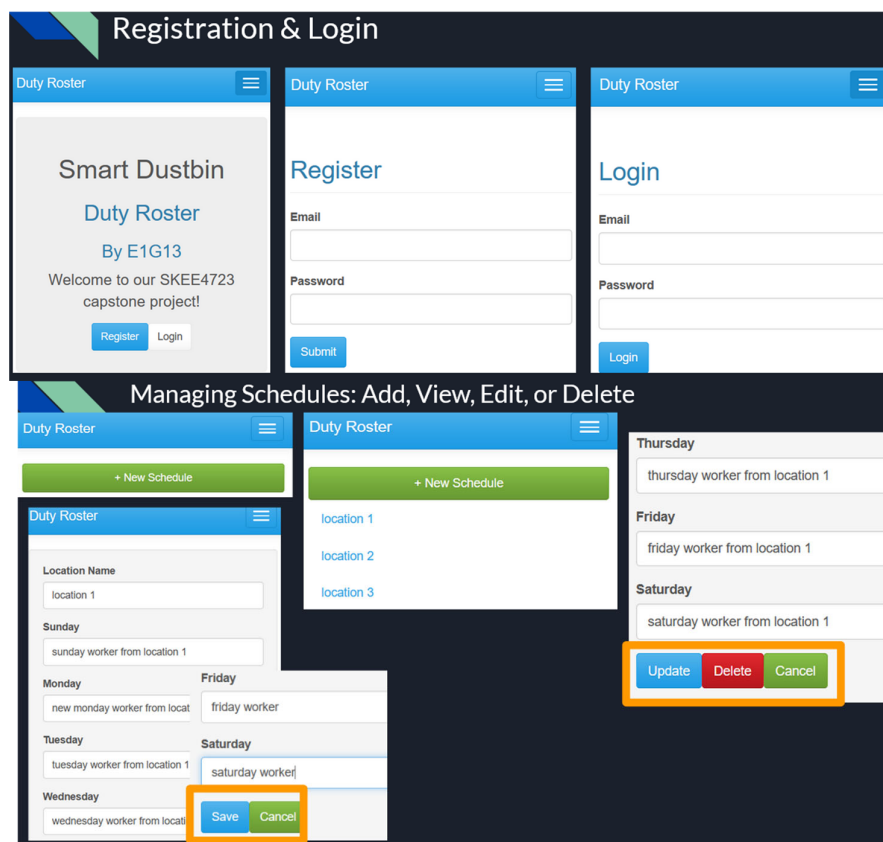 Registration & Login
Duty Roster
Smart Dustbin
Duty Roster
By E1G13
Welcome to our SKEE4723
capstone project!
Register
Login
Duty Roster
Register
Email
Password
Submit
Duty Roster
Login
Email
Password
Login
Managing Schedules: Add, View, Edit, or Delete
Duty Roster
+ New Schedule
Duty Roster
Location Name
location 1
Sunday
sunday worker from location 1
Monday
new monday worker from locat
Tuesday
tuesday worker from location 1
Wednesday
wednesday worker from locati
Friday
friday worker
Saturday
saturday worker
Save
Cancel
Duty Roster
+ New Schedule
location 1
location 2
location 3
Thursday
thursday worker from location 1
Friday
friday worker from location 1
Saturday
saturday worker from location 1
Update
Delete
Cancel